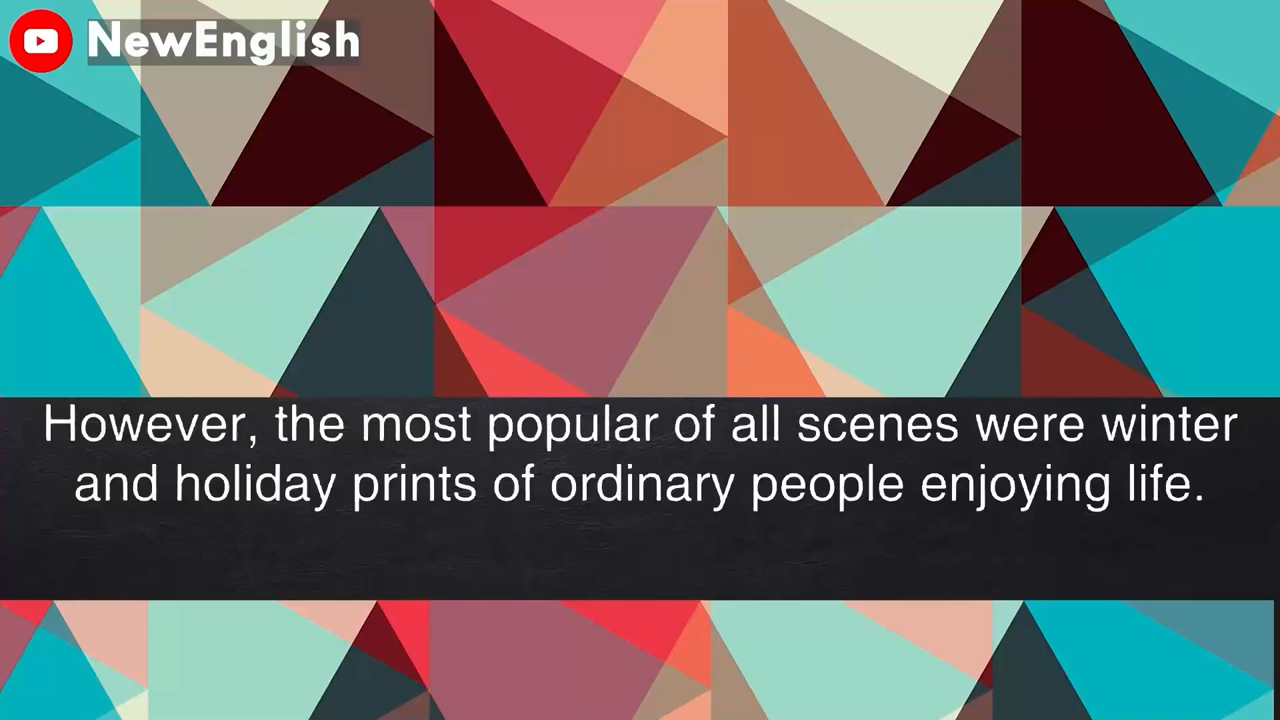 NewEnglish
However, the most popular of all scenes were winter
and holiday prints of ordinary people enjoying life.